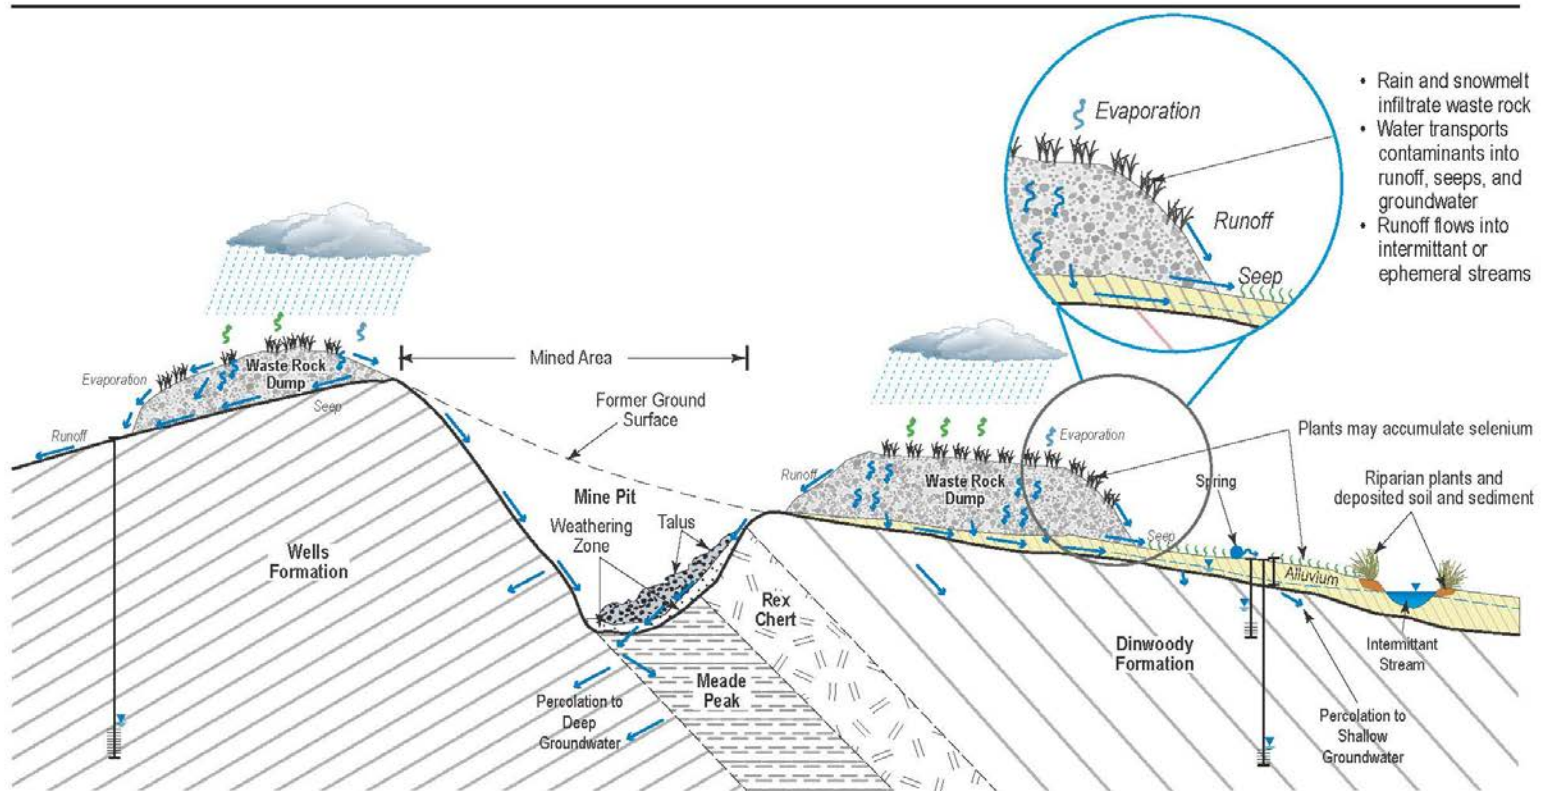 Evaporation
Runoff
Seep
• Rain and snowmelt
infiltrate waste rock
• Water transports
contaminants into
runoff, seeps, and
groundwater
• Runoff flows into
intermittant or
ephemeral streams
Mined Area
Waste Rock
Dump
Evaporation
Seep
Runoff
Former Ground
Surface
Mine Pit
Weathering
Zone
Talus
Wells
Formation
Rex
Chert
Meade
Peak
Percolation to
Deep
Groundwater
Runoff
Waste Rock
Dump
Evaporation
Seep
Spring
Plants may accumulate selenium
Riparian plants and
deposited soil and sediment
Alluvium
Dinwoody
Formation
Intermittant
Stream
Percolation to
Shallow
Groundwater